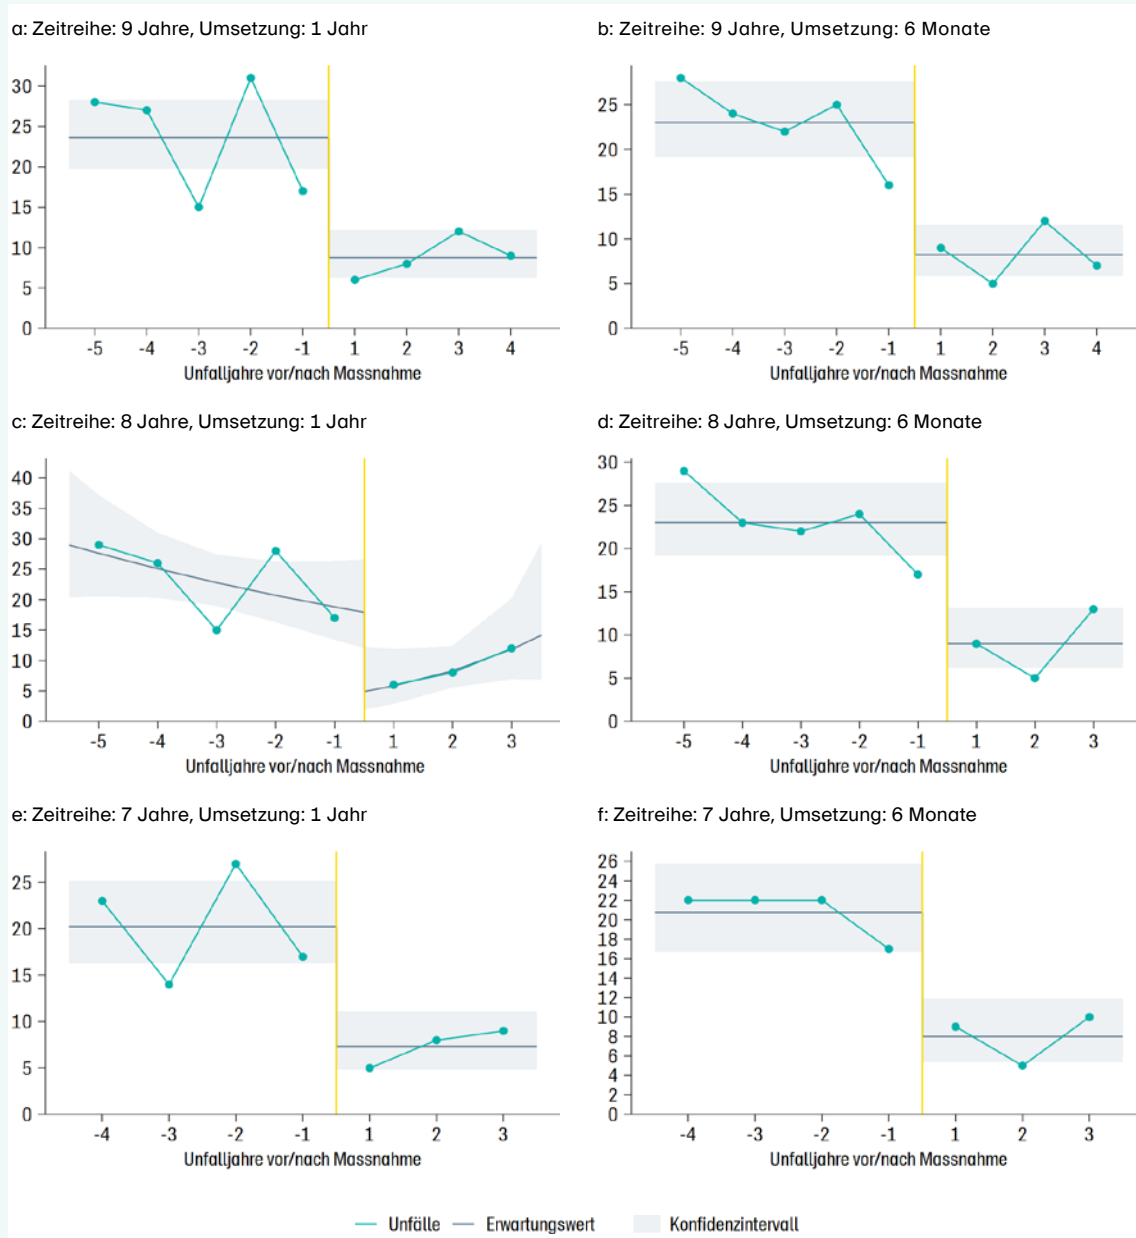 a: Zeitreihe: 9 Jahre, Umsetzung: 1 Jahr
30
25
20
15
10
5
0
-5 -4 -3 -2 -1 1 2 3 4
Unfalljahre vor/nach Massnahme
b: Zeitreihe: 9 Jahre, Umsetzung: 6 Monate
25
20
15
10
5
0
-5 -4 -3 -2 -1 1 2 3 4
Unfalljahre vor/nach Massnahme
c: Zeitreihe: 8 Jahre, Umsetzung: 1 Jahr
40
35
30
25
20
15
10
5
0
-5 -4 -3 -2 -1 1 2 3
Unfalljahre vor/nach Massnahme
d: Zeitreihe: 8 Jahre, Umsetzung: 6 Monate
30
25
20
15
10
5
0
-5 -4 -3 -2 -1 1 2 3
Unfalljahre vor/nach Massnahme
e: Zeitreihe: 7 Jahre, Umsetzung: 1 Jahr
25
20
15
10
5
0
-4 -3 -2 -1 1 2 3
Unfalljahre vor/nach Massnahme
f: Zeitreihe: 7 Jahre, Umsetzung: 6 Monate
26
24
22
20
18
16
14
12
10
8
6
4
2
0
-4 -3 -2 -1 1 2 3
Unfalljahre vor/nach Massnahme
Unfälle Erwartungswert Konfidenzintervall